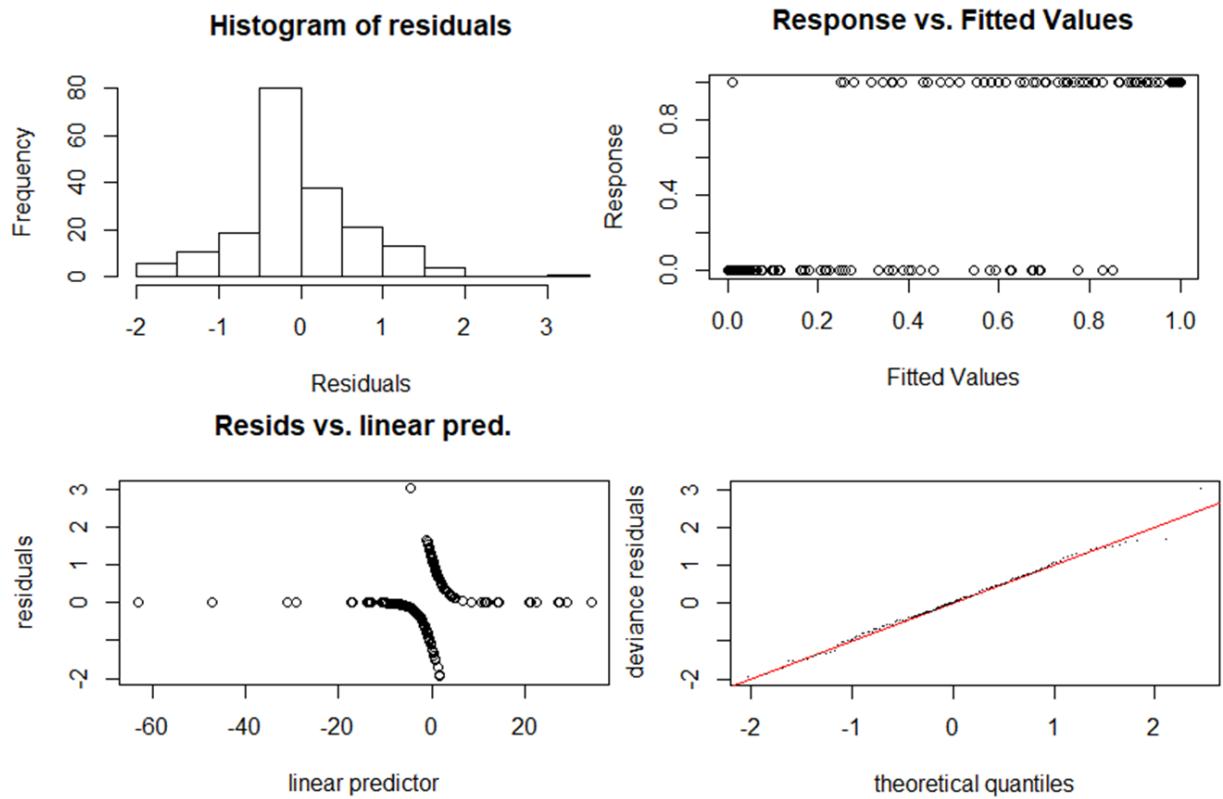 Histogram of residuals
Frequency
0 20 40 60 80
-2 -1 0 1 2 3
Residuals
Response vs. Fitted Values
Response
0.0 0.4 0.8
0.0 0.2 0.4 0.6 0.8 1.0
Fitted Values
Resids vs. linear pred.
residuals
-2 0 1 2 3
-60 -40 -20 0 20
linear predictor
deviance residuals
-2 0 1 2 3
-2 -1 0 1 2
theoretical quantiles